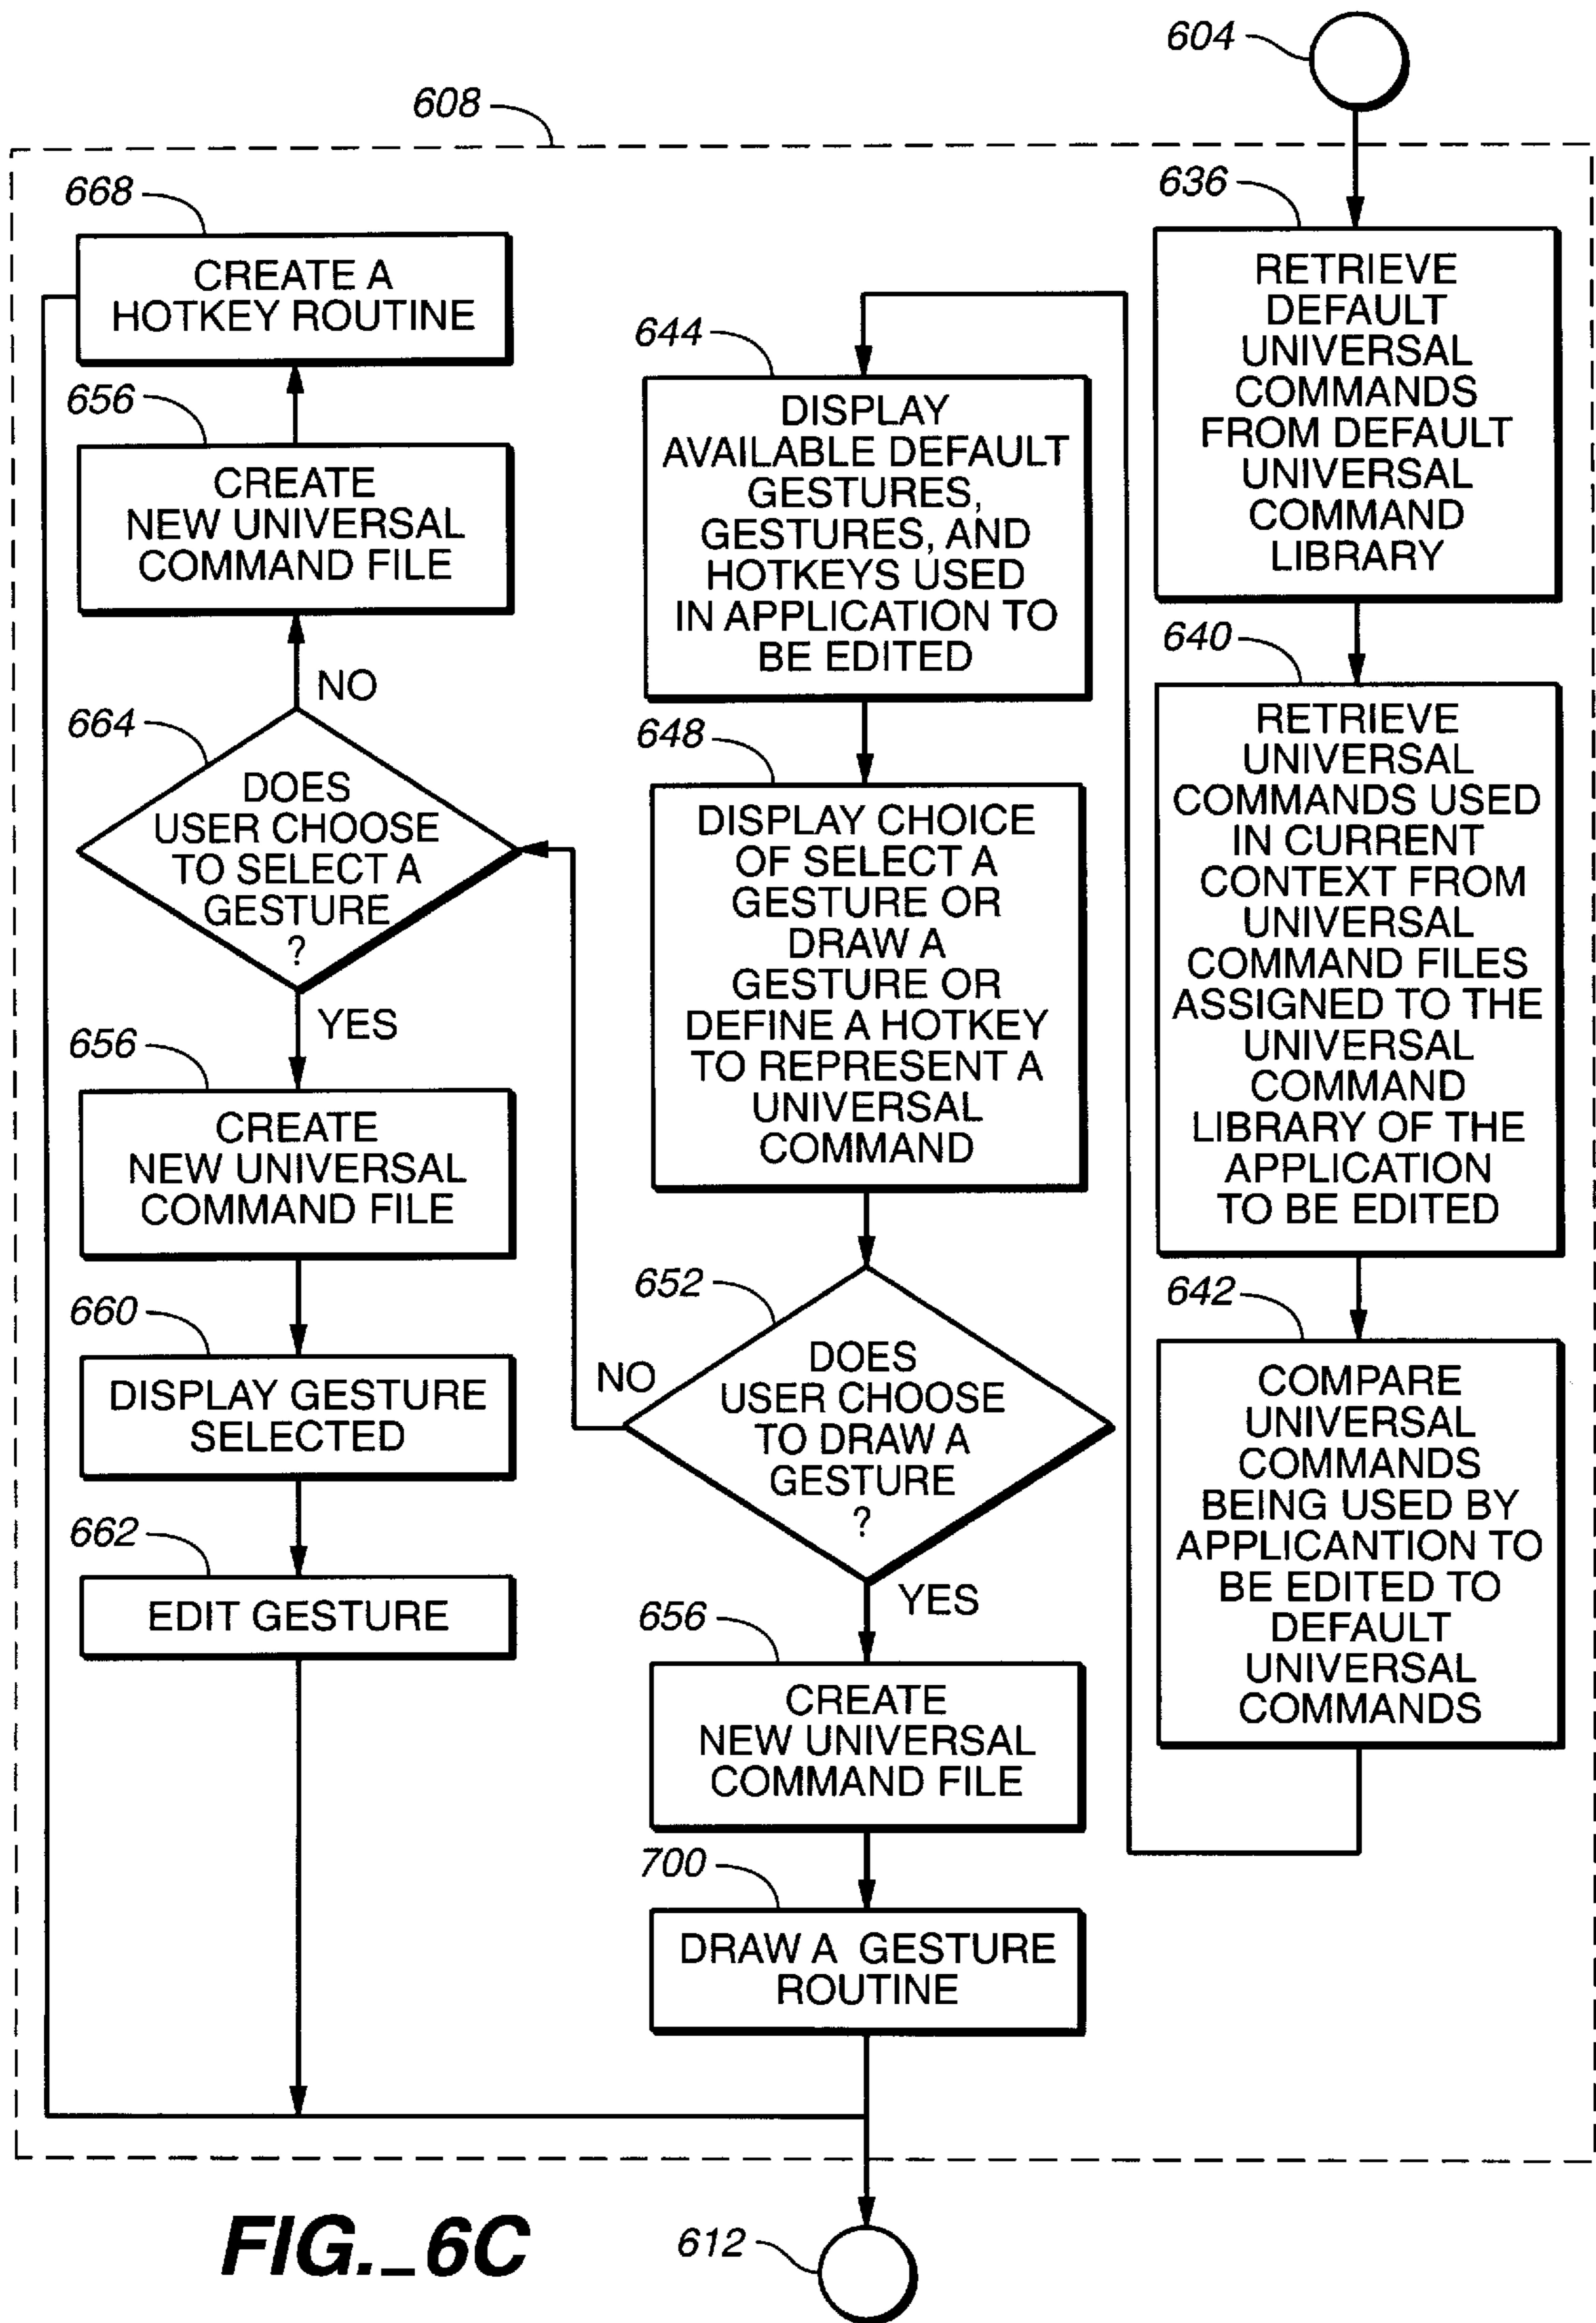 604
608
636
RETRIEVE
DEFAULT
UNIVERSAL
COMMANDS
FROM DEFAULT
UNIVERSAL
COMMAND
LIBRARY
640
RETRIEVE
UNIVERSAL
COMMANDS USED
IN CURRENT
CONTEXT FROM
UNIVERSAL
COMMAND FILES
ASSIGNED TO THE
UNIVERSAL
COMMAND
LIBRARY OF THE
APPLICATION
TO BE EDITED
642
COMPARE
UNIVERSAL
COMMANDS
BEING USED BY
APPLICANTION TO
BE EDITED TO
DEFAULT
UNIVERSAL
COMMANDS
644
DISPLAY
AVAILABLE DEFAULT
GESTURES,
GESTURES, AND
HOTKEYS USED
IN APPLICATION TO
BE EDITED
648
DISPLAY CHOICE
OF SELECT A
GESTURE OR
DRAW A
GESTURE OR
DEFINE A HOTKEY
TO REPRESENT A
UNIVERSAL
COMMAND
652
DOES
USER CHOOSE
TO DRAW A
GESTURE
?
NO
YES
656
CREATE
NEW UNIVERSAL
COMMAND FILE
700
DRAW A GESTURE
ROUTINE
668
CREATE A
HOTKEY ROUTINE
656
CREATE
NEW UNIVERSAL
COMMAND FILE
NO
664
DOES
USER CHOOSE
TO SELECT A
GESTURE
?
YES
656
CREATE
NEW UNIVERSAL
COMMAND FILE
660
DISPLAY GESTURE
SELECTED
662
EDIT GESTURE
612
FIG._6C